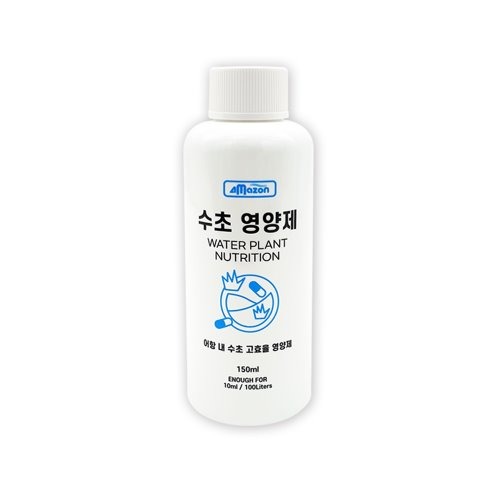 Amazon
수초 영양제
WATER PLANT
NUTRITION
어항 내 수초 고효율 영양제
150ml
ENOUGH FOR
10ml / 100Liters